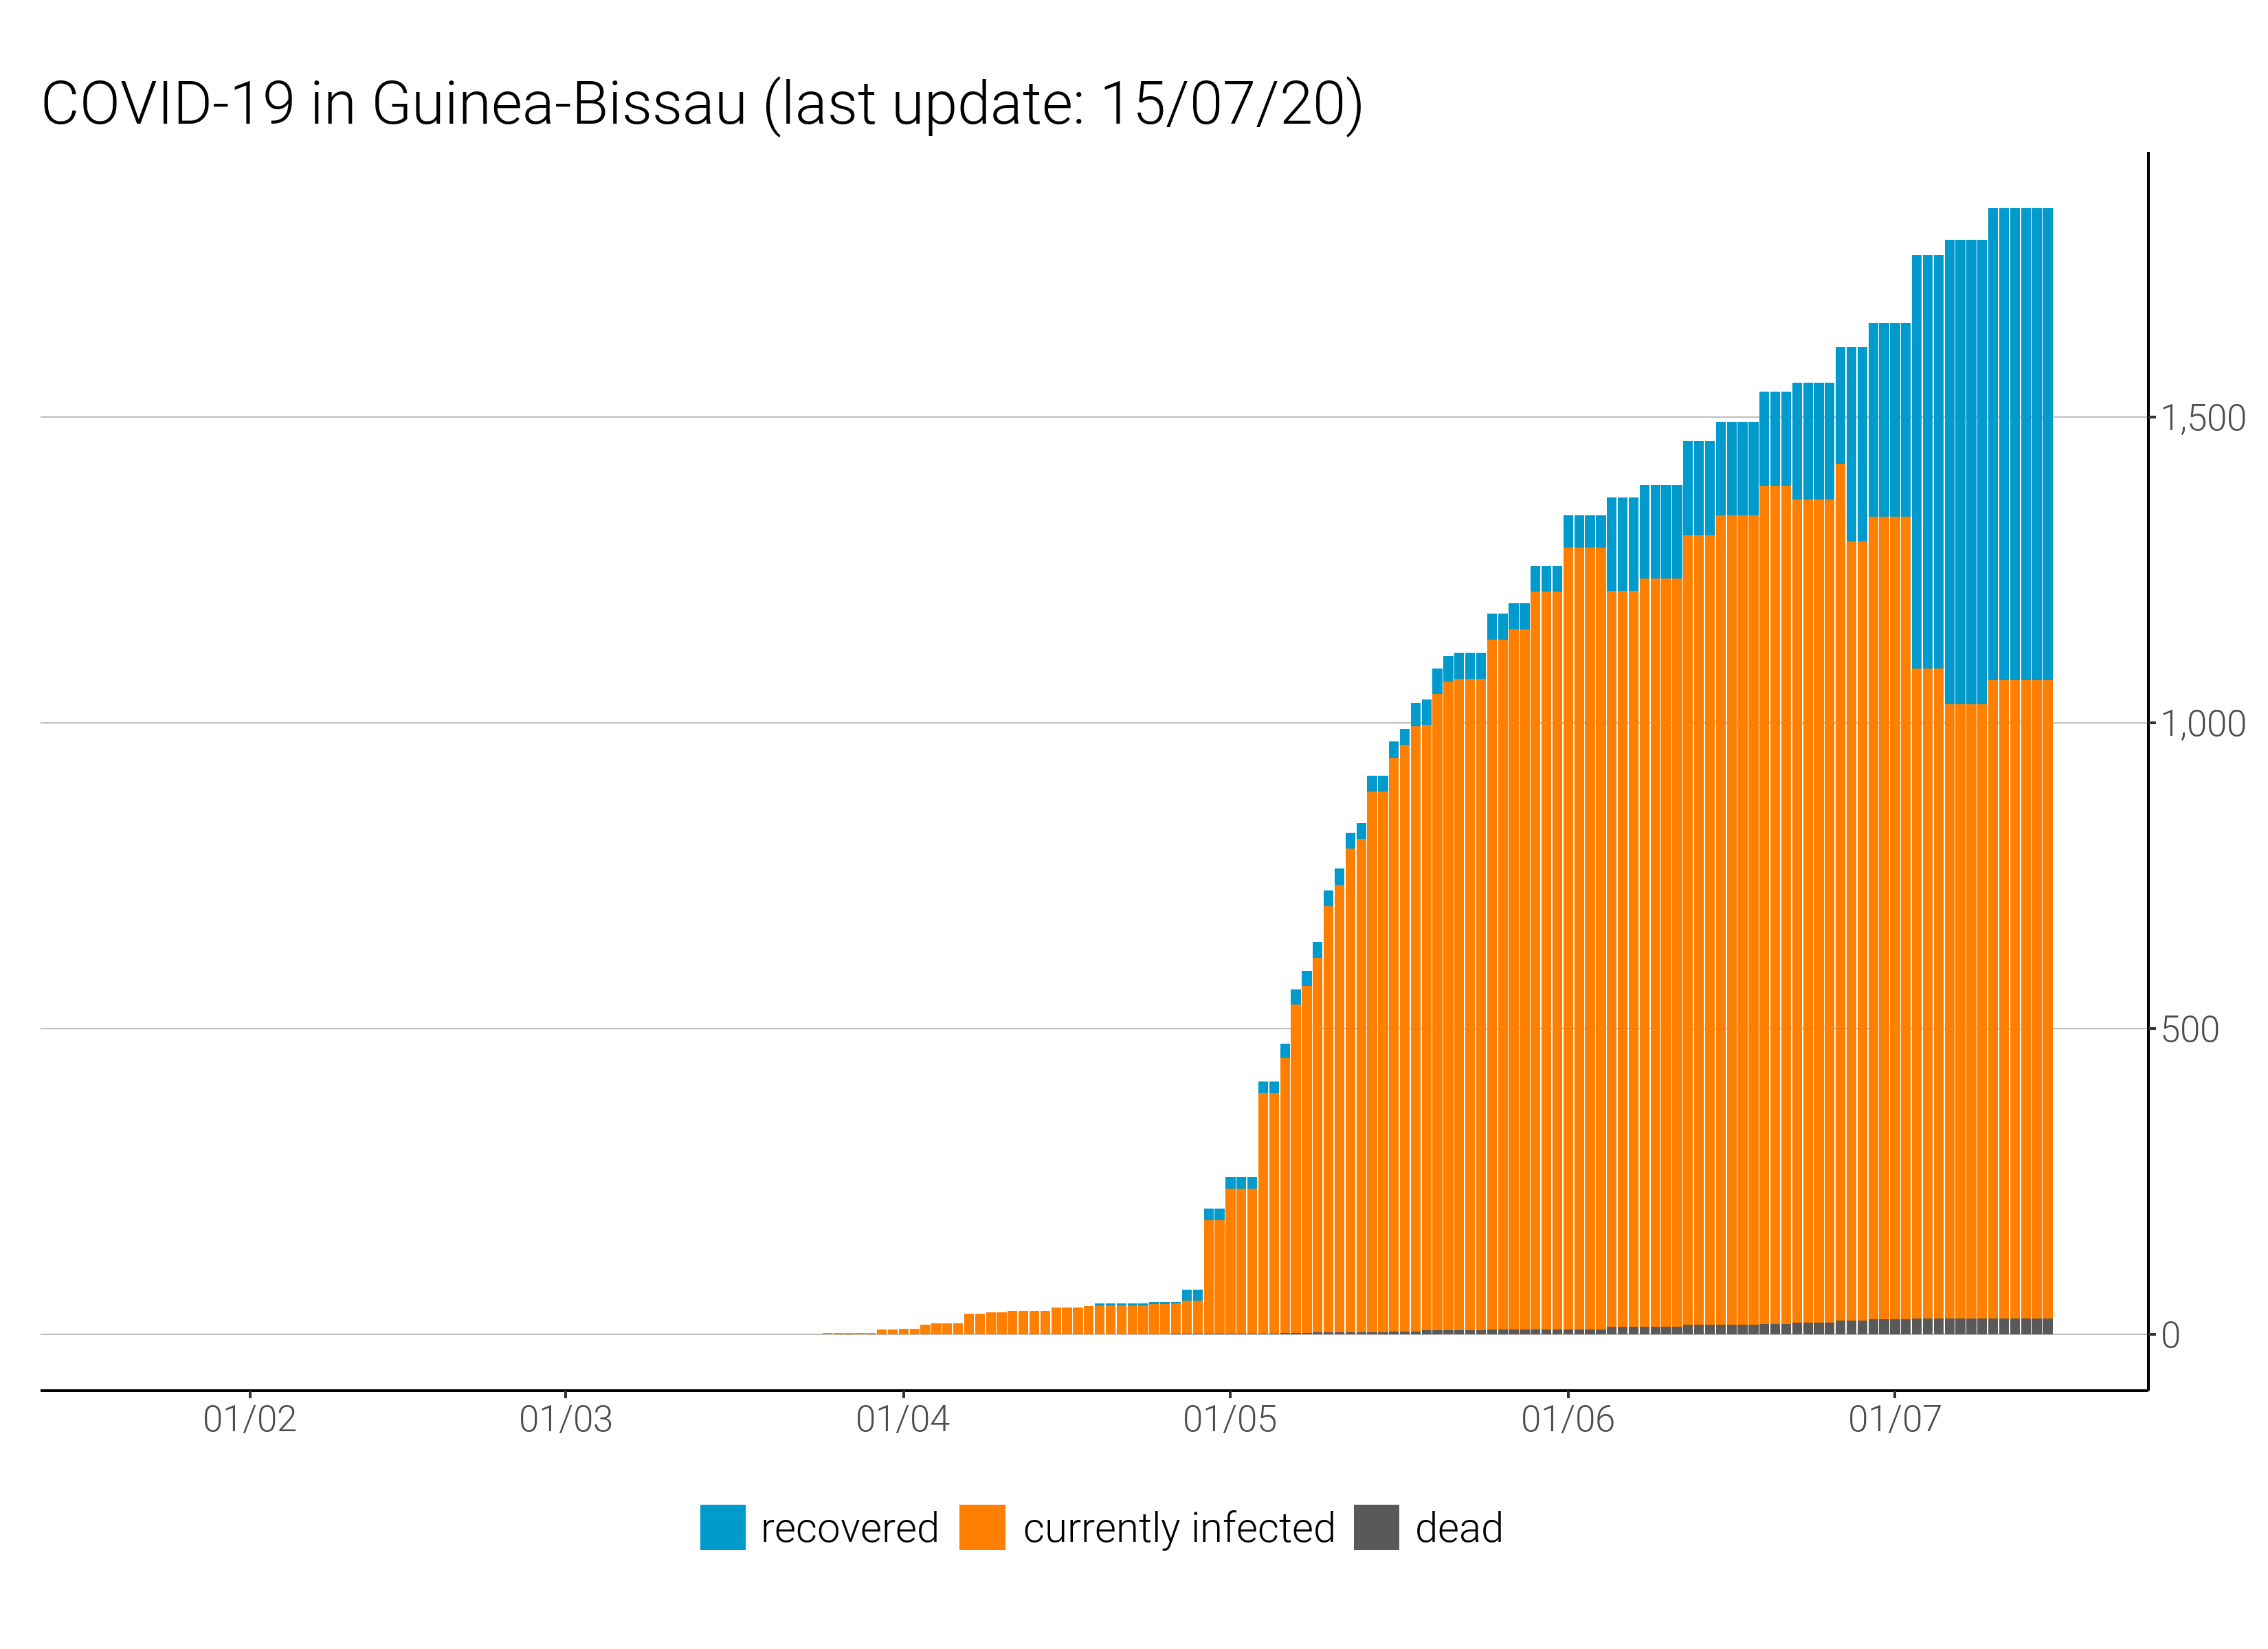 COVID-19 in Guinea-Bissau (last update: 15/07/20)
1,500
1,000
500
0
01/02 01/03 01/04 01/05 01/06 01/07
recovered currently infected dead